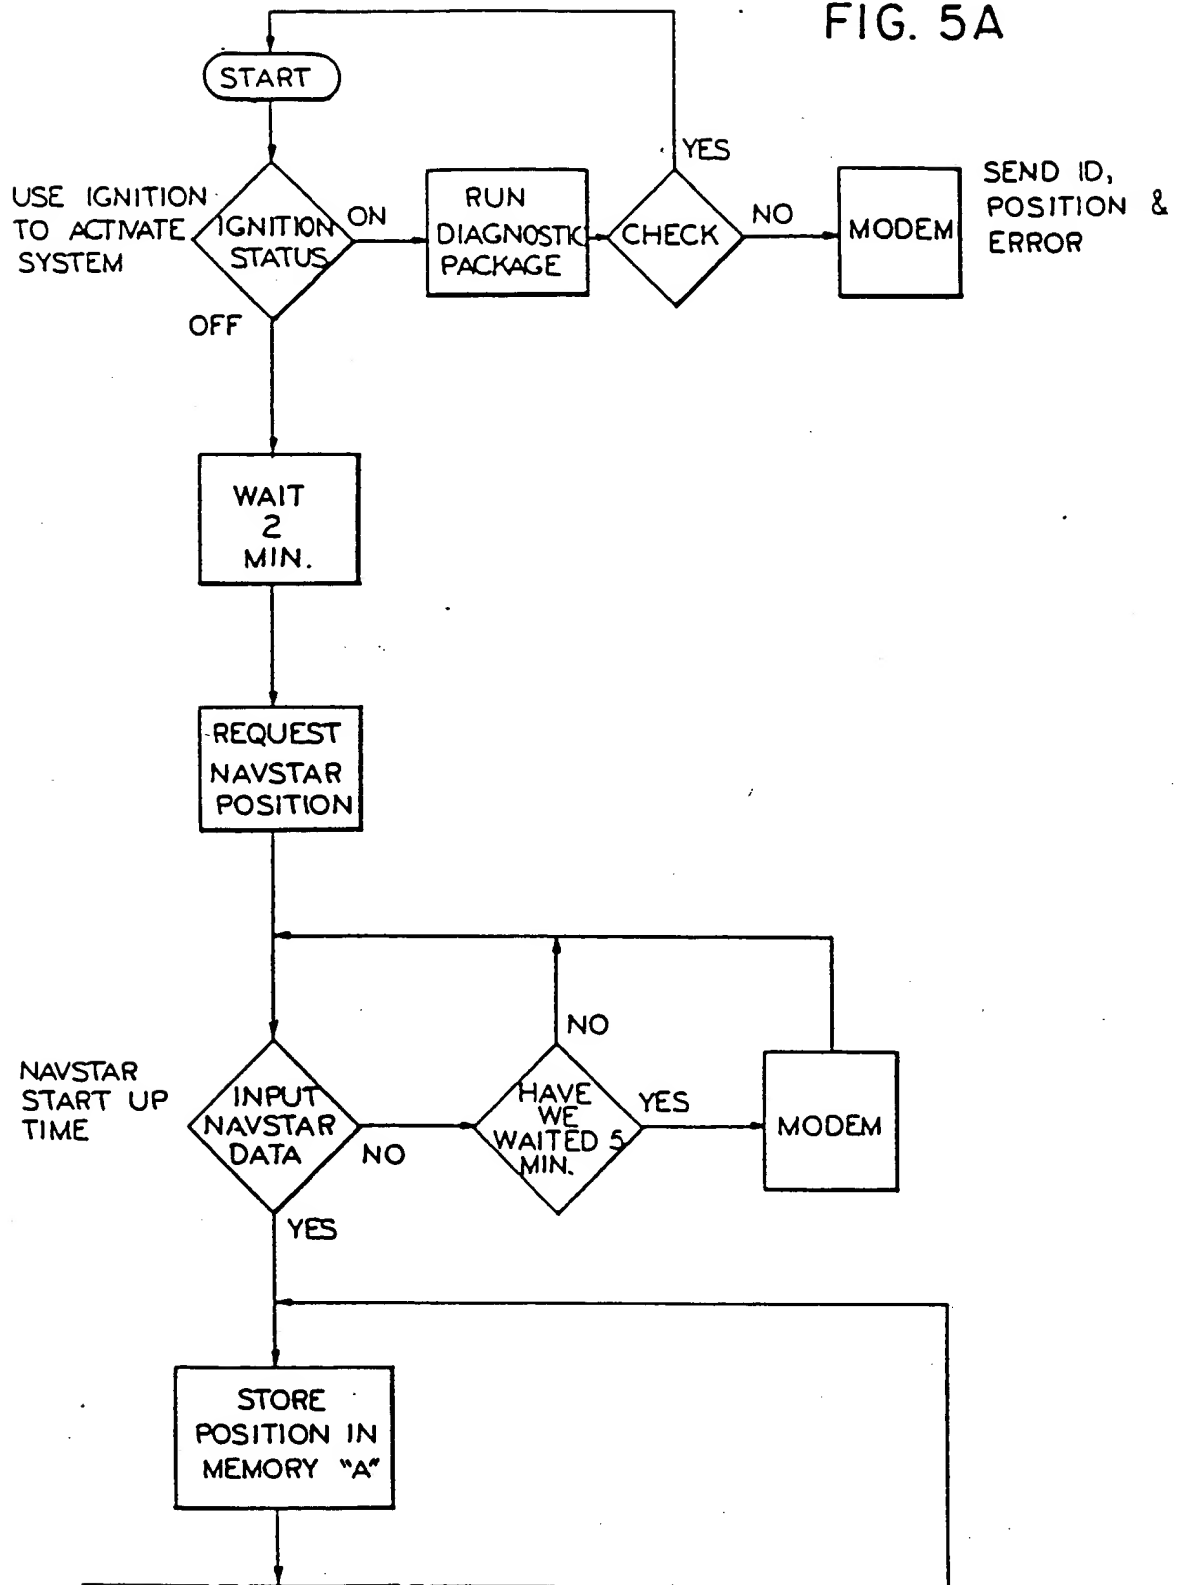 FIG. 5A
START
USE IGNITION
TO ACTIVATE
SYSTEM
IGNITION
STATUS
ON
OFF
RUN
DIAGNOSTIC
PACKAGE
CHECK
YES
NO
MODEM
SEND ID,
POSITION &
ERROR
WAIT
2
MIN.
REQUEST
NAVSTAR
POSITION
NAVSTAR
START UP
TIME
INPUT
NAVSTAR
DATA
NO
YES
HAVE
WE
WAITED 5
MIN.
NO
YES
MODEM
STORE
POSITION IN
MEMORY "A"